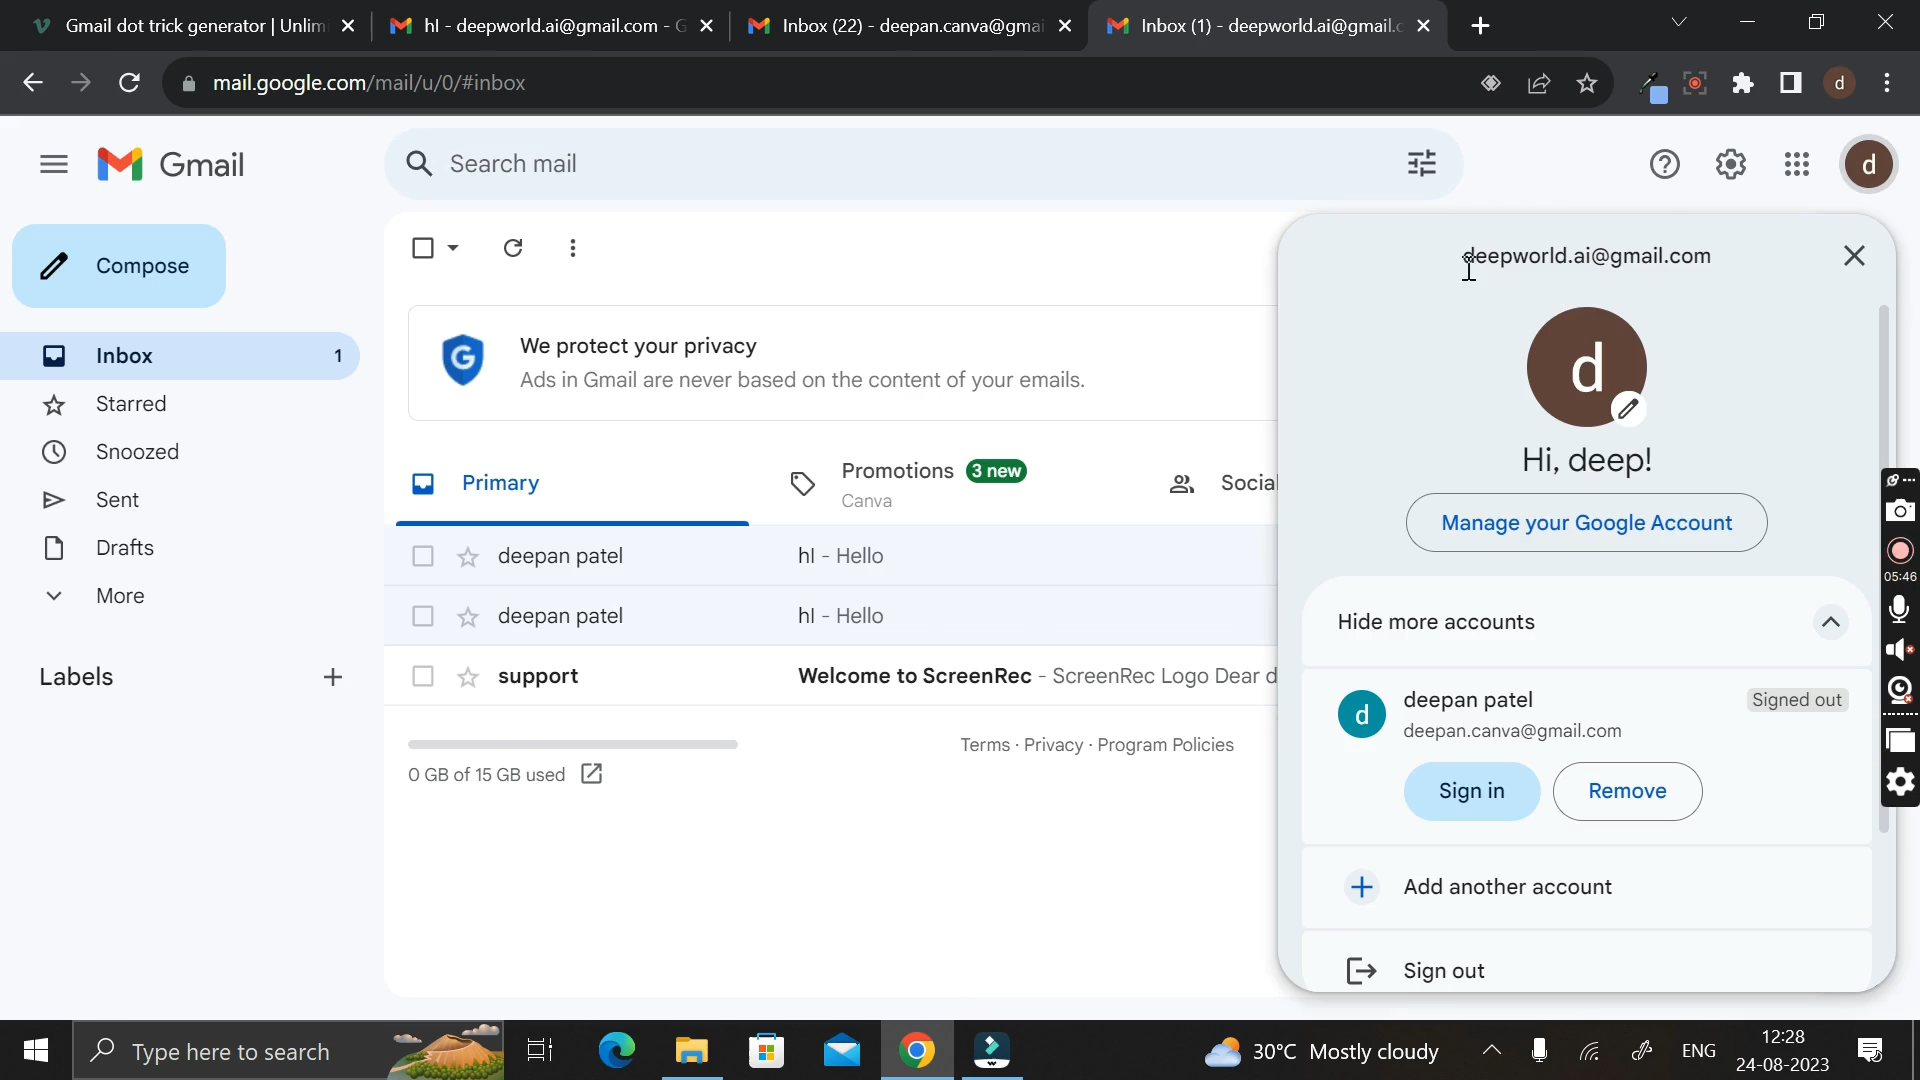 Gmail dot trick generator | Unlim
hI - deepworld.ai@gmail.com - G
Inbox (22) - deepan.canva@gmai
Inbox (1) - deepworld.ai@gmail.c
mail.google.com/mail/u/0/#inbox
d
Gmail
Search mail
d
Compose
Inbox 1
Starred
Snoozed
Sent
Drafts
More
Labels
We protect your privacy
Ads in Gmail are never based on the content of your emails.
Primary
Promotions 3 new
Canva
Social
deepan patel hI - Hello
deepan patel hI - Hello
support Welcome to ScreenRec - ScreenRec Logo Dear d
0 GB of 15 GB used
Terms · Privacy · Program Policies
deepworld.ai@gmail.com
d
Hi, deep!
Manage your Google Account
Hide more accounts
d
deepan patel Signed out
deepan.canva@gmail.com
Sign in Remove
Add another account
Sign out
05:46
Type here to search
30°C Mostly cloudy
ENG
12:28
24-08-2023